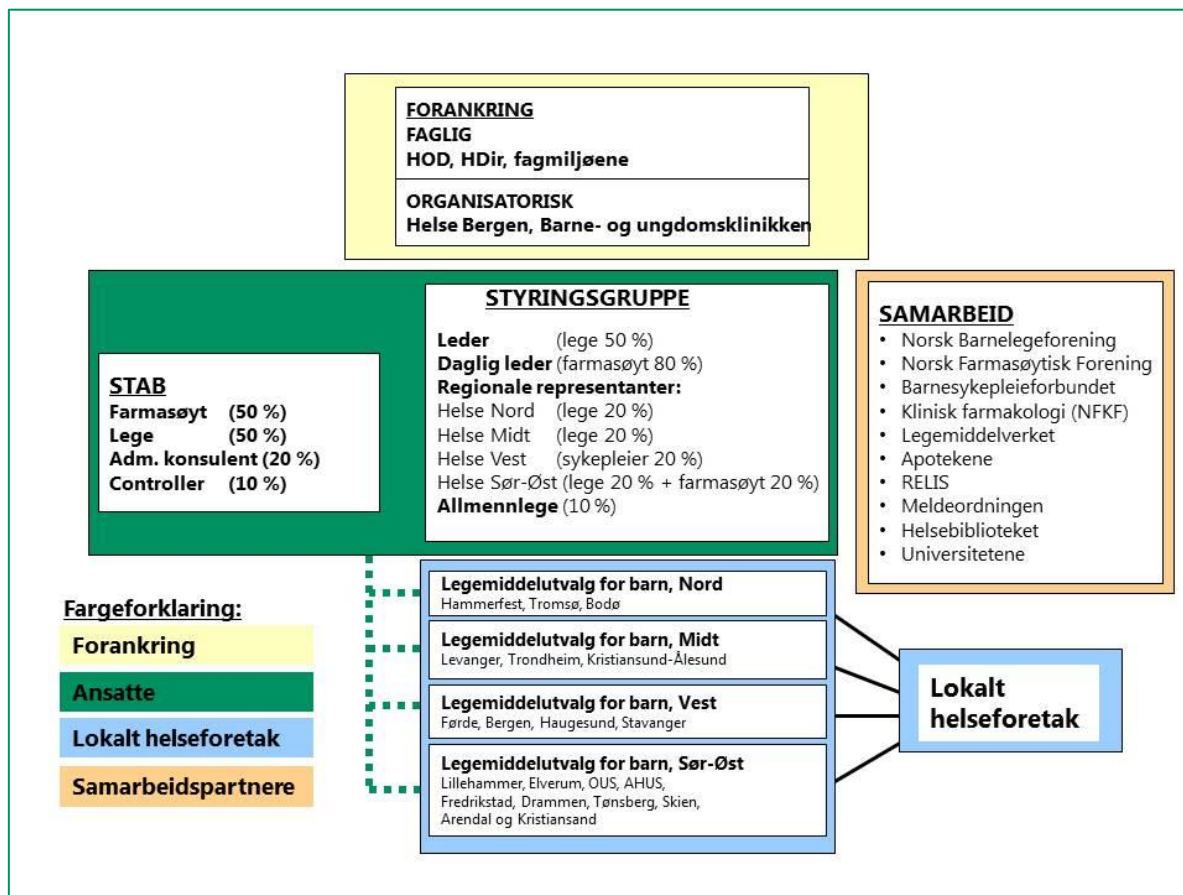 FORANKRING
FAGLIG
HOD, HDir, fagmiljøene
ORGANISATORISK
Helse Bergen, Barne- og ungdomsklinikken
STAB
Farmasøyt (50 %)
Lege (50 %)
Adm. konsulent (20 %)
Controller (10 %)
STYRINGSGRUPPE
Leder (lege 50 %)
Daglig leder (farmasøyt 80 %)
Regionale representanter:
Helse Nord (lege 20 %)
Helse Midt (lege 20 %)
Helse Vest (sykepleier 20 %)
Helse Sør-Øst (lege 20 % + farmasøyt 20 %)
Allmennlege (10 %)
SAMARBEID
• Norsk Barnelegeforening
• Norsk Farmasøytisk Forening
• Barnesykepleieforbundet
• Klinisk farmakologi (NFKF)
• Legemiddelverket
• Apotekene
• RELIS
• Meldeordningen
• Helsebiblioteket
• Universitetene
Fargeforklaring:
Forankring
Ansatte
Lokalt helseforetak
Samarbeidspartnere
Legemiddelutvalg for barn, Nord
Hammerfest, Tromsø, Bodø
Legemiddelutvalg for barn, Midt
Levanger, Trondheim, Kristiansund-Ålesund
Legemiddelutvalg for barn, Vest
Førde, Bergen, Haugesund, Stavanger
Legemiddelutvalg for barn, Sør-Øst
Lillehammer, Elverum, OUS, AHUS,
Fredrikstad, Drammen, Tønsberg, Skien,
Arendal og Kristiansand
Lokalt
helseforetak